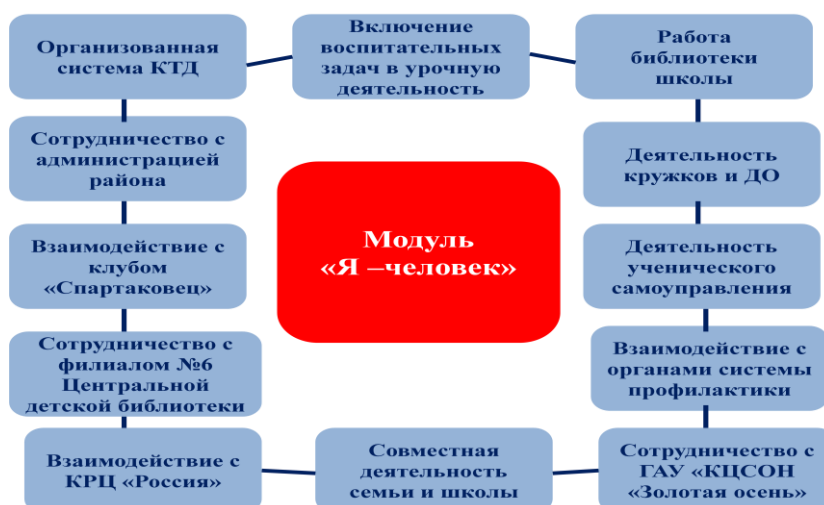 Организованная
система КТД
Включение
воспитательных
задач в урочную
деятельность
Работа
библиотеки
школы
Сотрудничество с
администрацией
района
Деятельность
кружков и ДО
Модуль
«Я –человек»
Взаимодействие с
клубом
«Спартаковец»
Деятельность
ученического
самоуправления
Сотрудничество с
филиалом №6
Центральной
детской библиотеки
Взаимодействие с
органами системы
профилактики
Взаимодействие с
КРЦ «Россия»
Совместная
деятельность
семьи и школы
Сотрудничество с
ГАУ «КЦСОН
«Золотая осень»